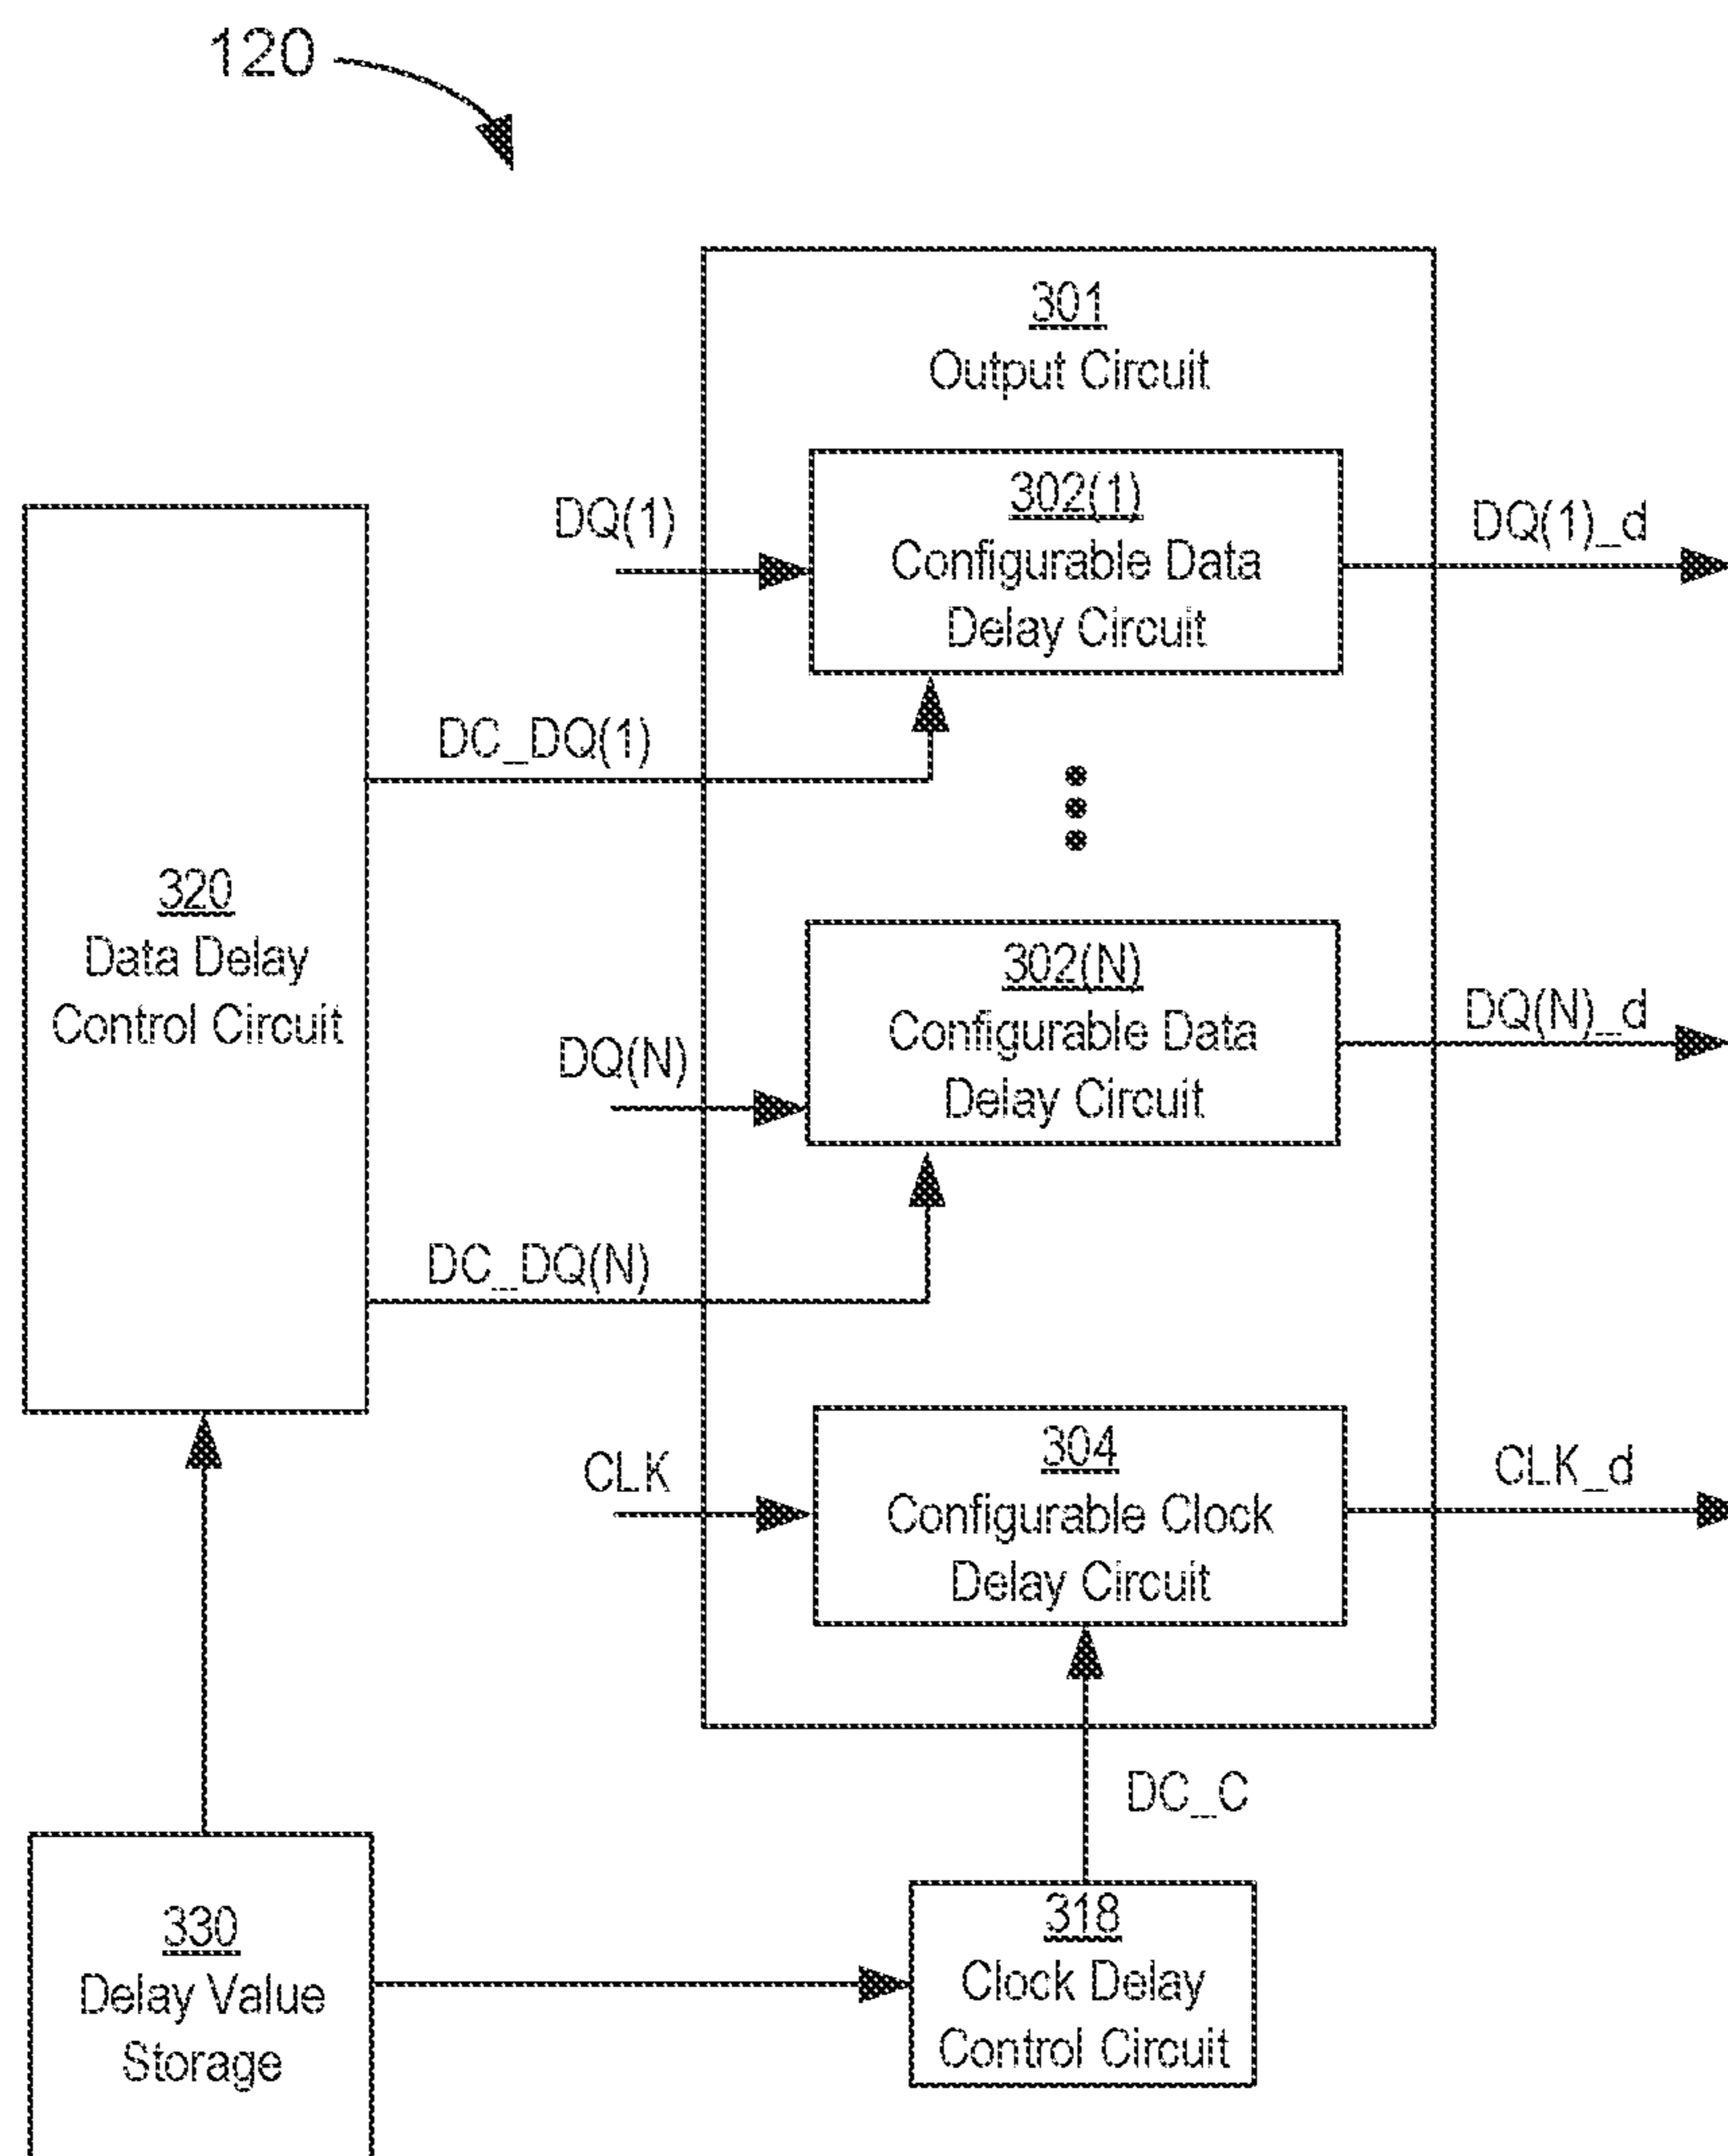 120
301
Output Circuit
302(1)
Configurable Data
Delay Circuit
DQ(1)
DQ(1)_d
DC_DQ(1)
320
Data Delay
Control Circuit
302(N)
Configurable Data
Delay Circuit
DQ(N)
DQ(N)_d
DC_DQ(N)
304
Configurable Clock
Delay Circuit
CLK
CLK_d
DC_C
330
Delay Value
Storage
318
Clock Delay
Control Circuit